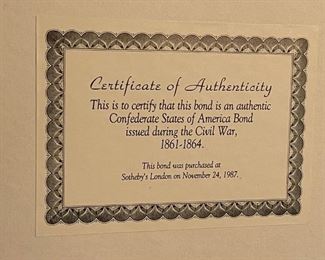 Certificate of Authenticity
This is to certify that this bond is an authentic
Confederate States of America Bond
issued during the Civil War,
1861-1864.
This bond was purchased at
Sotheby's London on November 24, 1987.